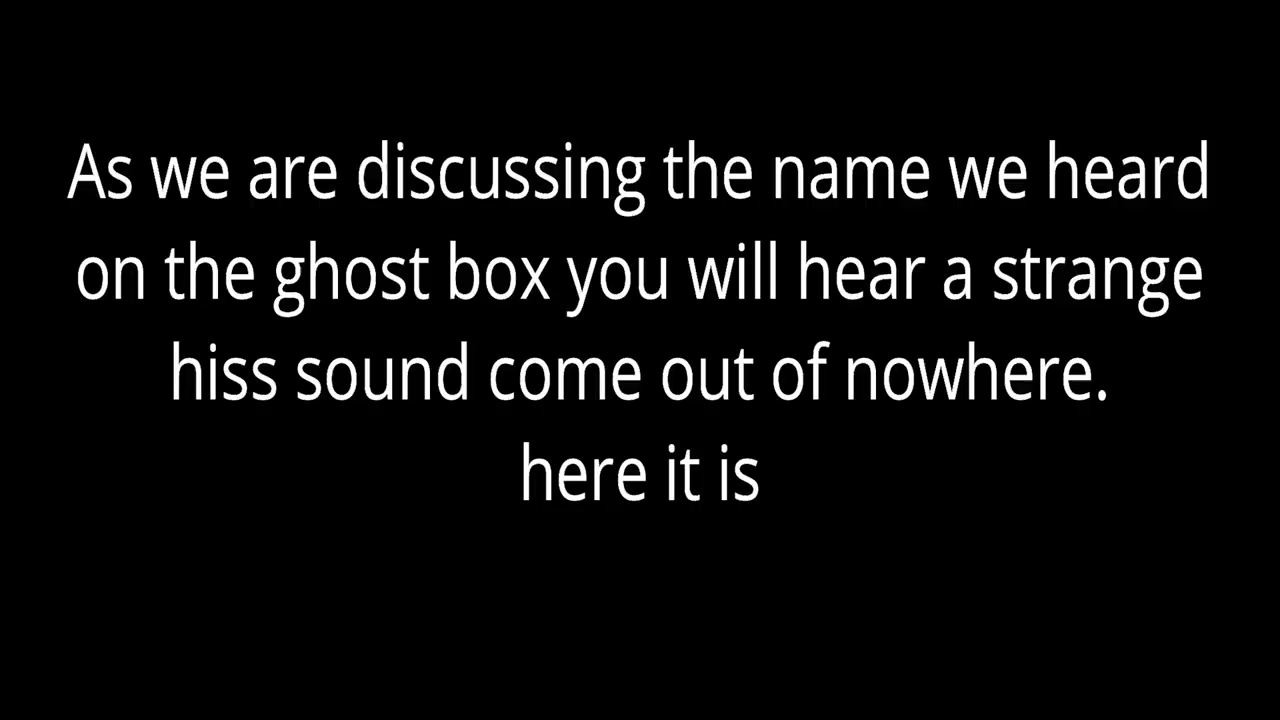 As we are discussing the name we heard
on the ghost box you will hear a strange
hiss sound come out of nowhere.
here it is